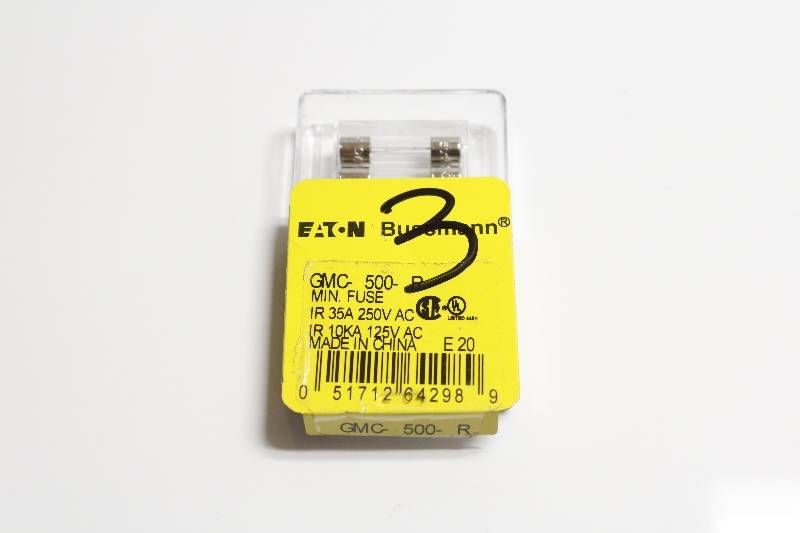 EATON Bussmann®
3
GMC- 500- R
MIN. FUSE
IR 35A 250V AC
IR 10KA 125V AC
MADE IN CHINA E 20
0 51712 64298 9
GMC- 500- R